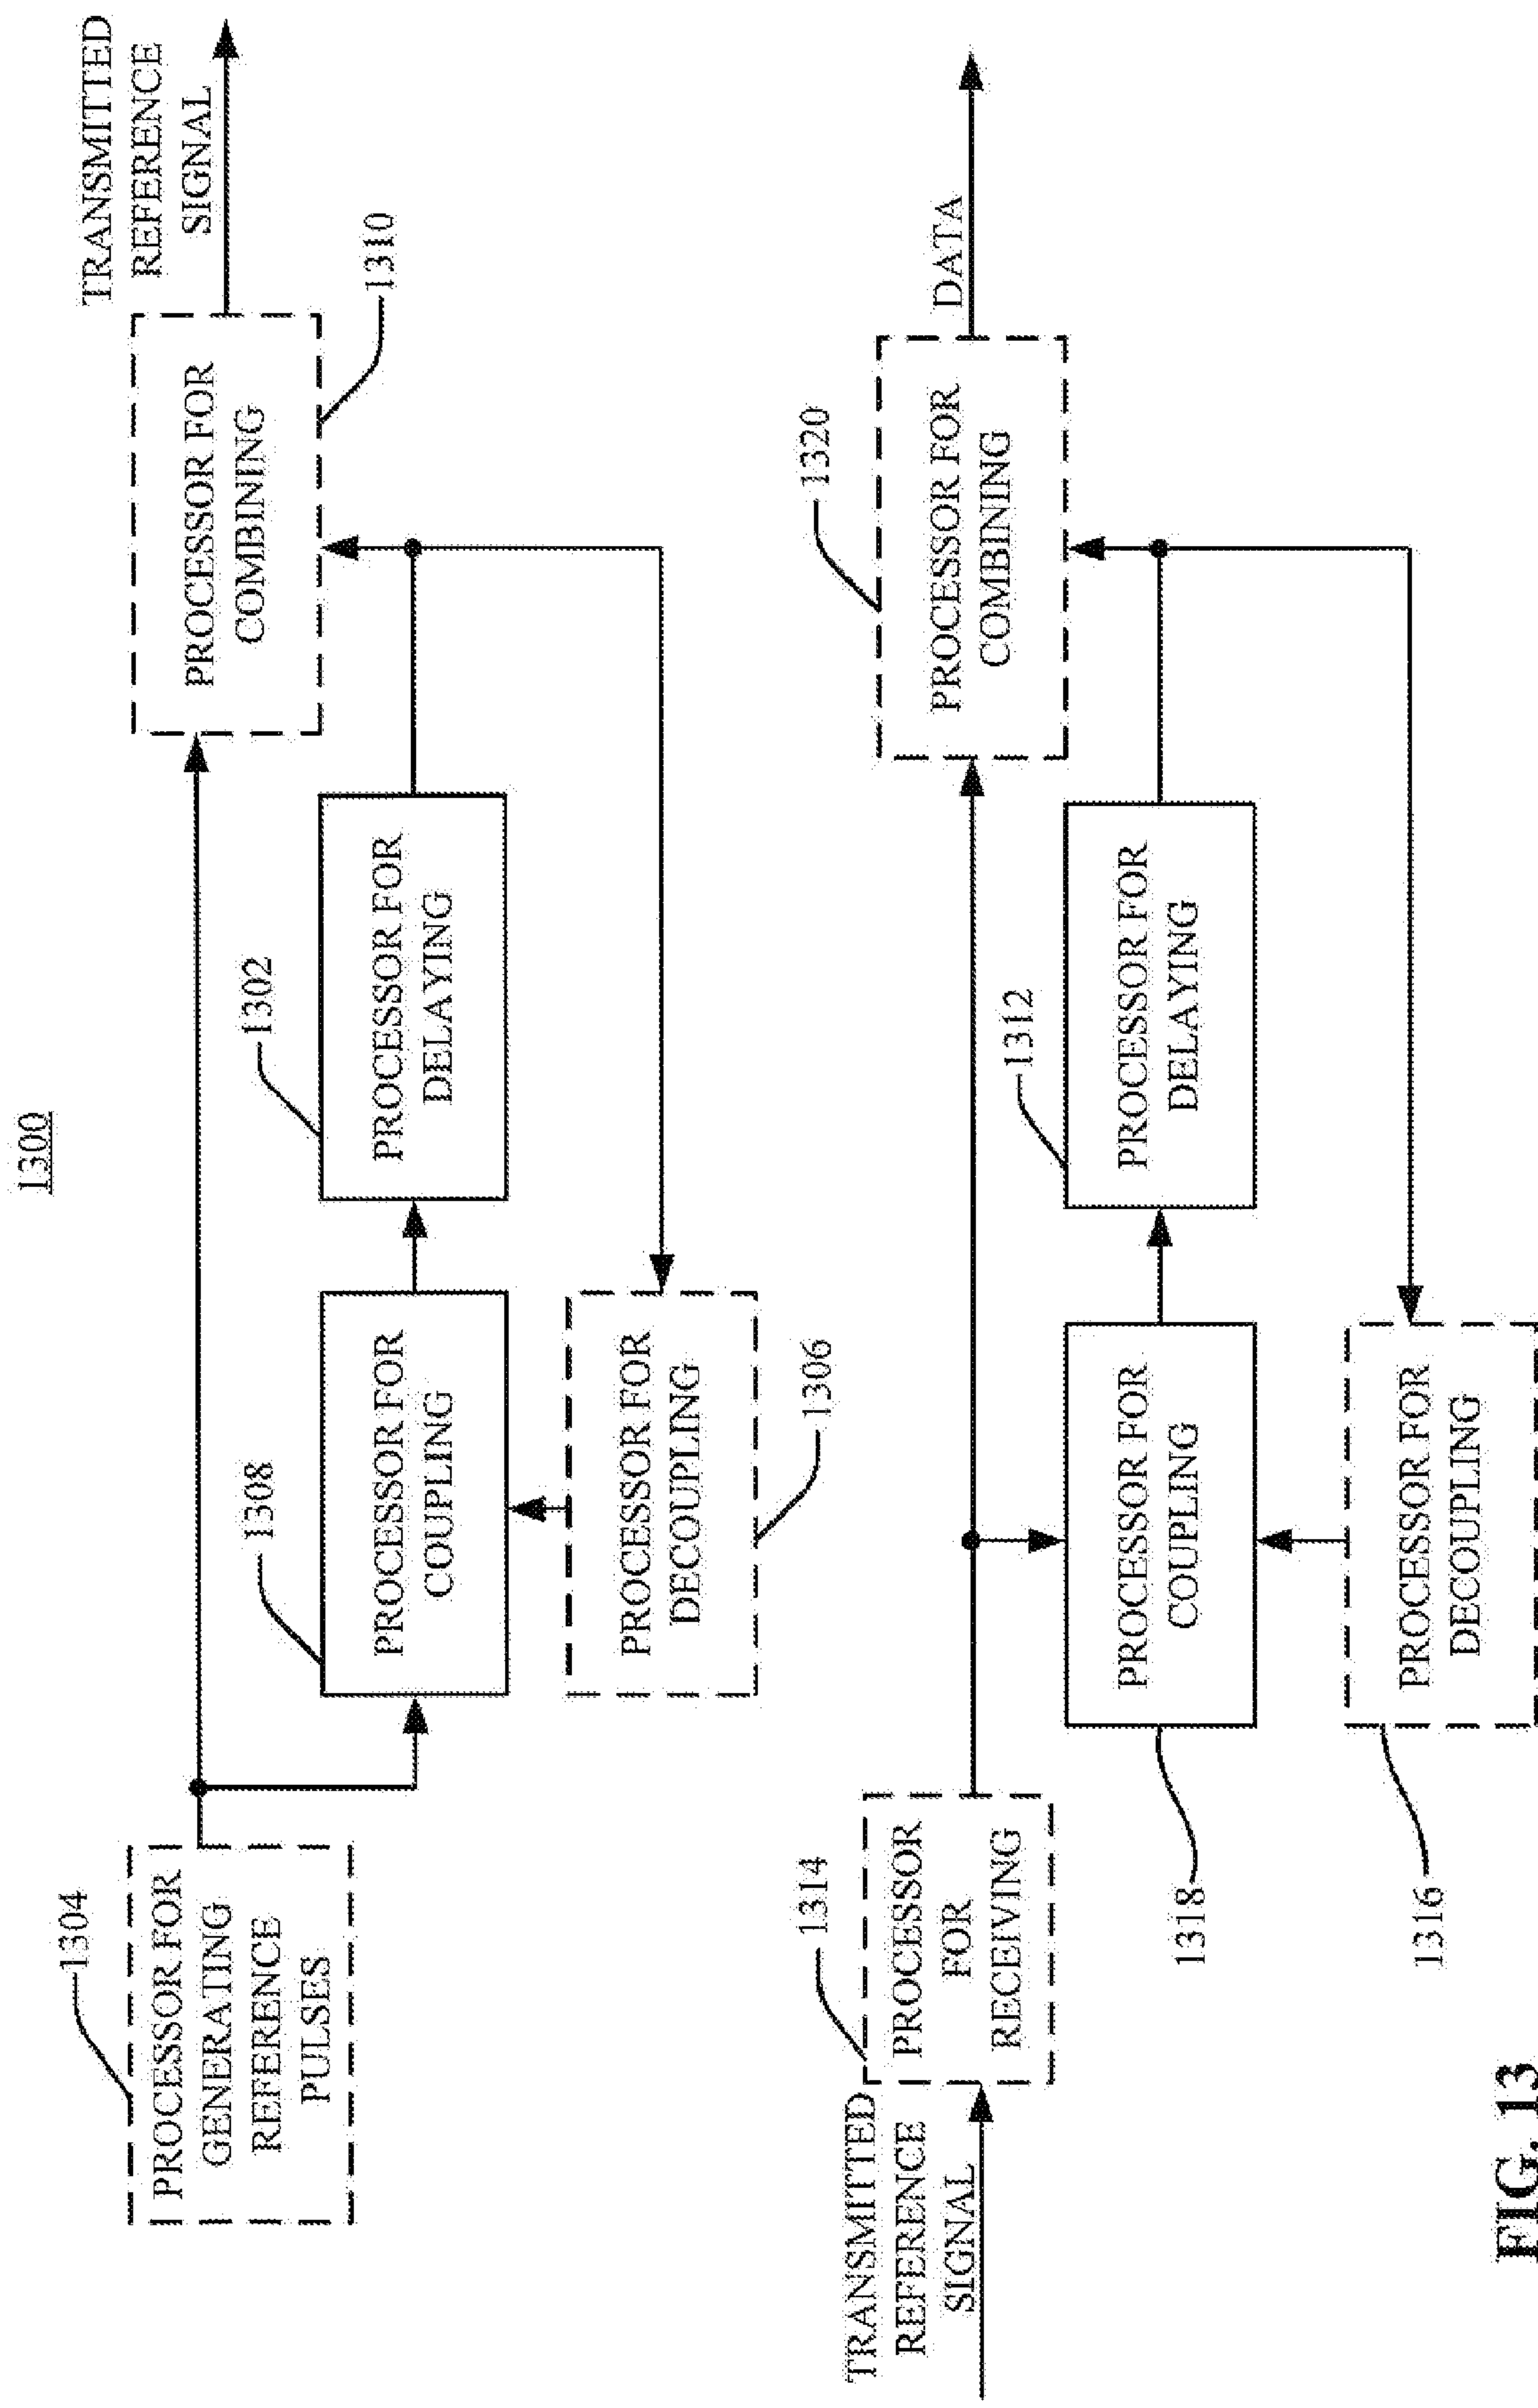 1300
1304
PROCESSOR FOR
GENERATING
REFERENCE
PULSES
1308
PROCESSOR FOR
COUPLING
1302
PROCESSOR FOR
DELAYING
PROCESSOR FOR
COMBINING
1310
TRANSMITTED
REFERENCE
SIGNAL
PROCESSOR FOR
DECOUPLING
1306
TRANSMITTED
REFERENCE
SIGNAL
1314
PROCESSOR
FOR
RECEIVING
1318
PROCESSOR FOR
COUPLING
1312
PROCESSOR FOR
DELAYING
1320
PROCESSOR FOR
COMBINING
DATA
1316
PROCESSOR FOR
DECOUPLING
FIG. 13